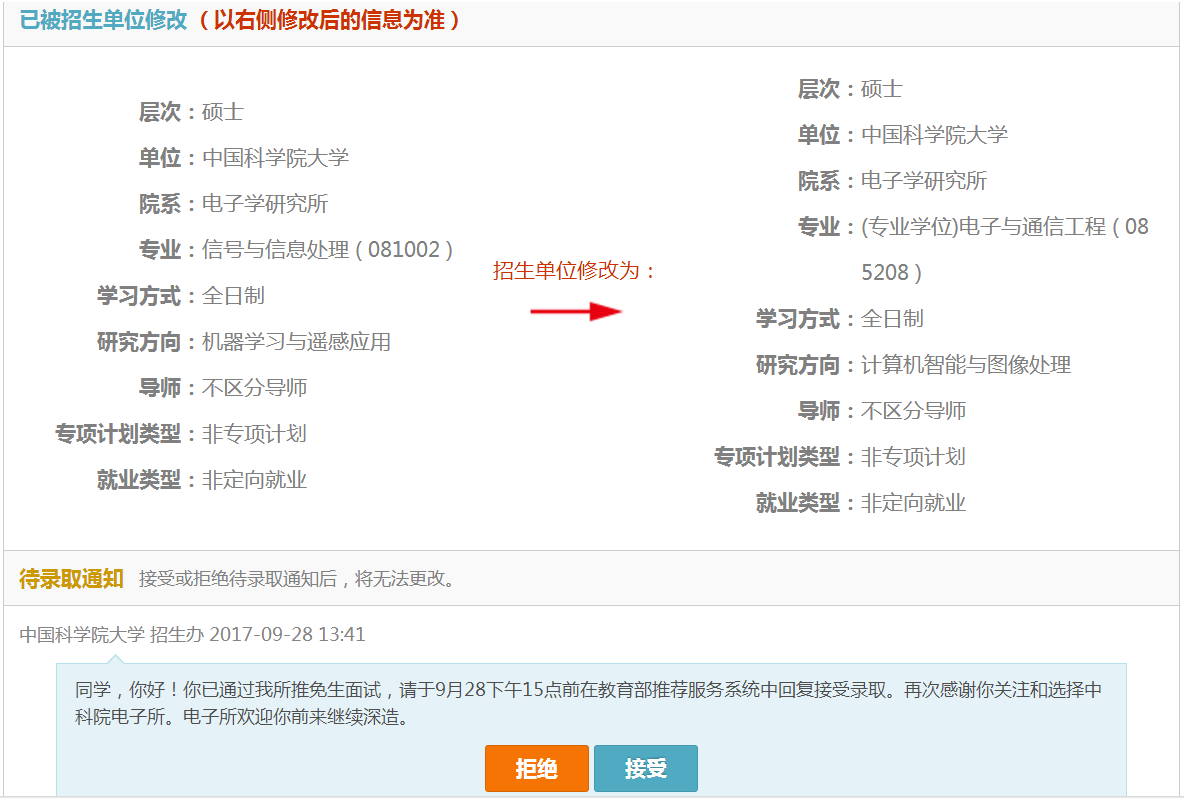 已被招生单位修改（以右侧修改后的信息为准）
层次：硕士
单位：中国科学院大学
院系：电子学研究所
专业：信号与信息处理（081002）
学习方式：全日制
研究方向：机器学习与遥感应用
导师：不区分导师
专项计划类型：非专项计划
就业类型：非定向就业
招生单位修改为：
层次：硕士
单位：中国科学院大学
院系：电子学研究所
专业：(专业学位)电子与通信工程（08
5208）
学习方式：全日制
研究方向：计算机智能与图像处理
导师：不区分导师
专项计划类型：非专项计划
就业类型：非定向就业
待录取通知 接受或拒绝待录取通知后，将无法更改。
中国科学院大学 招生办 2017-09-28 13:41
同学，你好！你已通过我所推免生面试，请于9月28下午15点前在教育部推荐服务系统中回复接受录取。再次感谢你关注和选择中
科院电子所。电子所欢迎你前来继续深造。
拒绝 接受